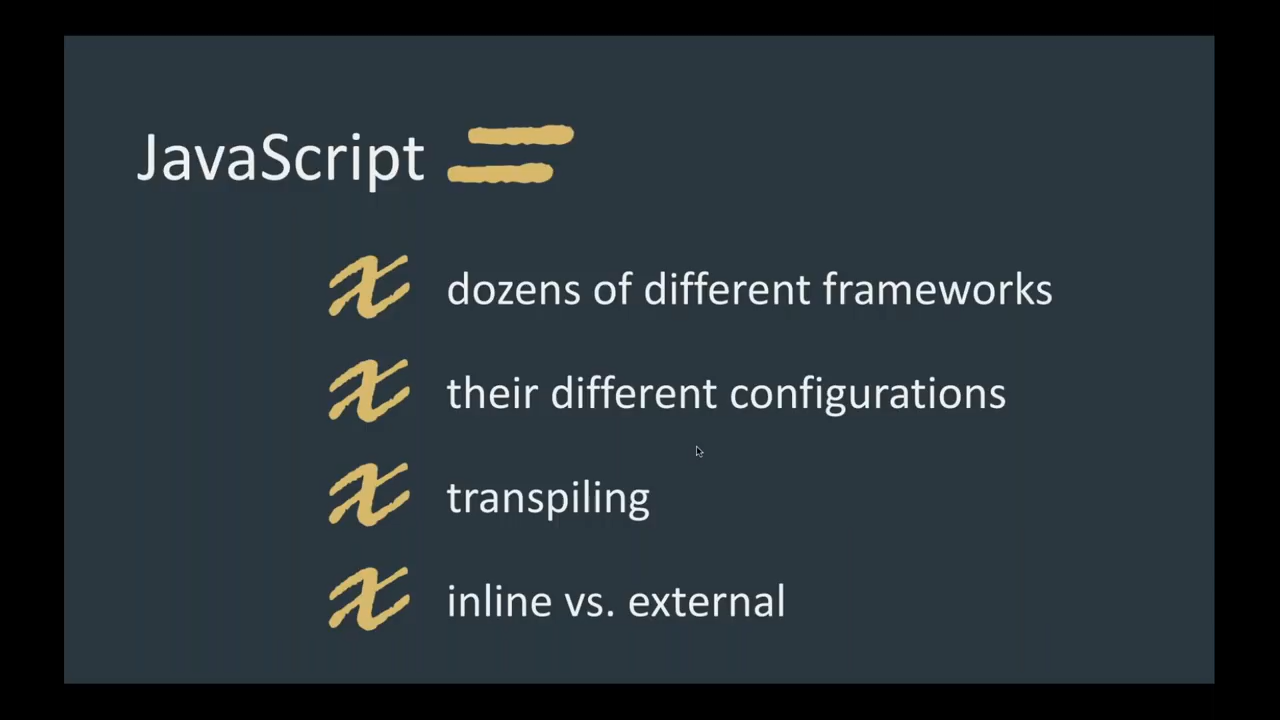 JavaScript =
x dozens of different frameworks
x their different configurations
x transpiling
x inline vs. external